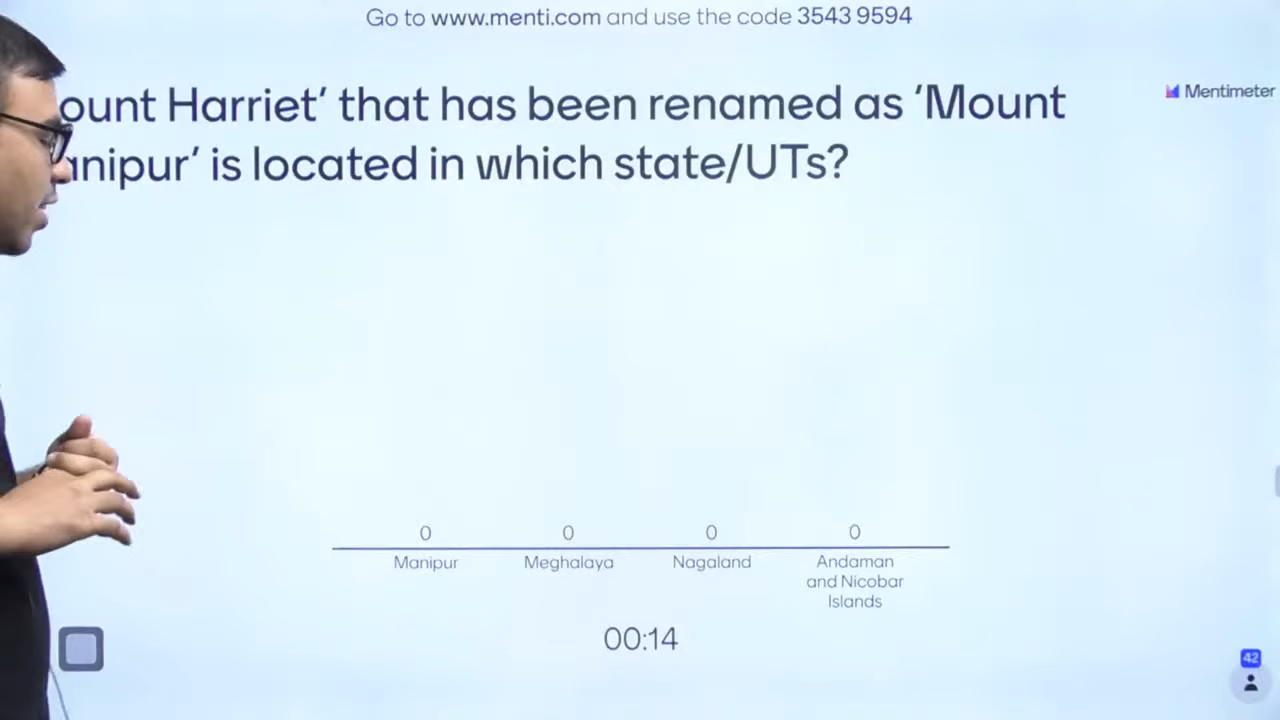 Go to www.menti.com and use the code 3543 9594
ount Harriet’ that has been renamed as ‘Mount
Mentimeter
anipur’ is located in which state/UTs?
0 0 0 0
Manipur Meghalaya Nagaland Andaman
and Nicobar
Islands
00:14
42